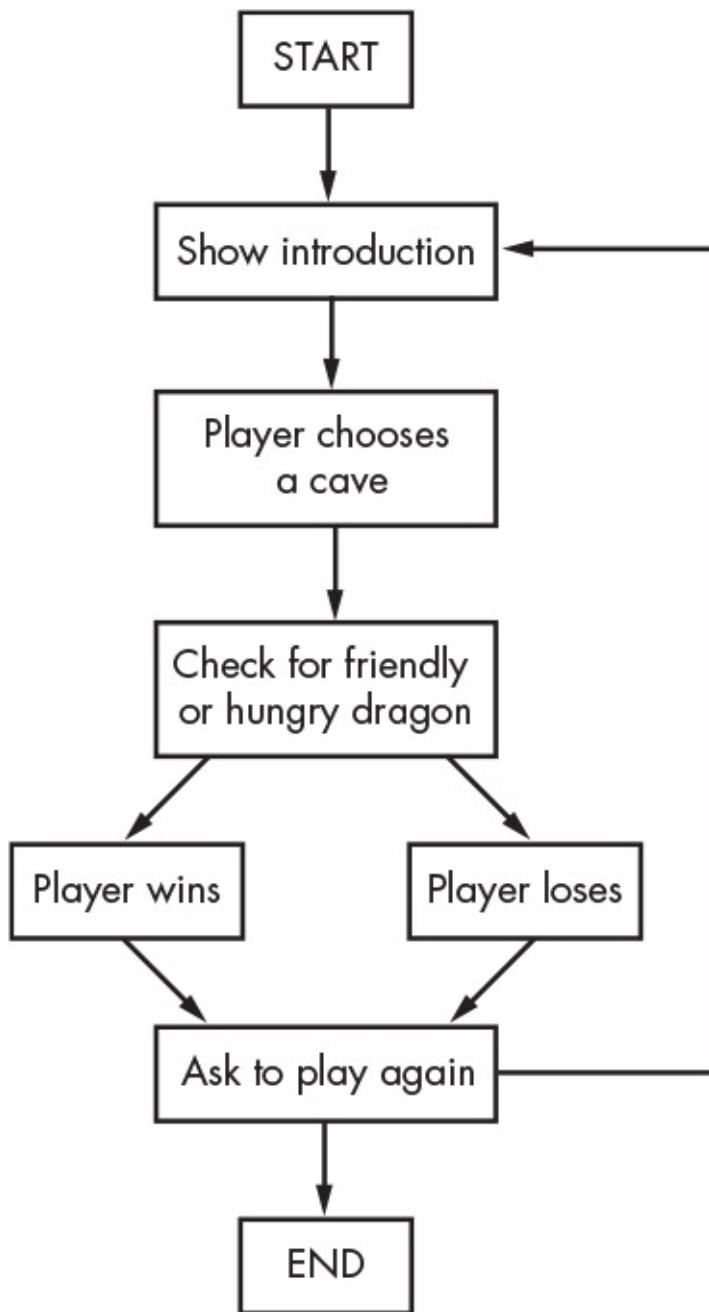 START
Show introduction
Player chooses
a cave
Check for friendly
or hungry dragon
Player wins
Player loses
Ask to play again
END